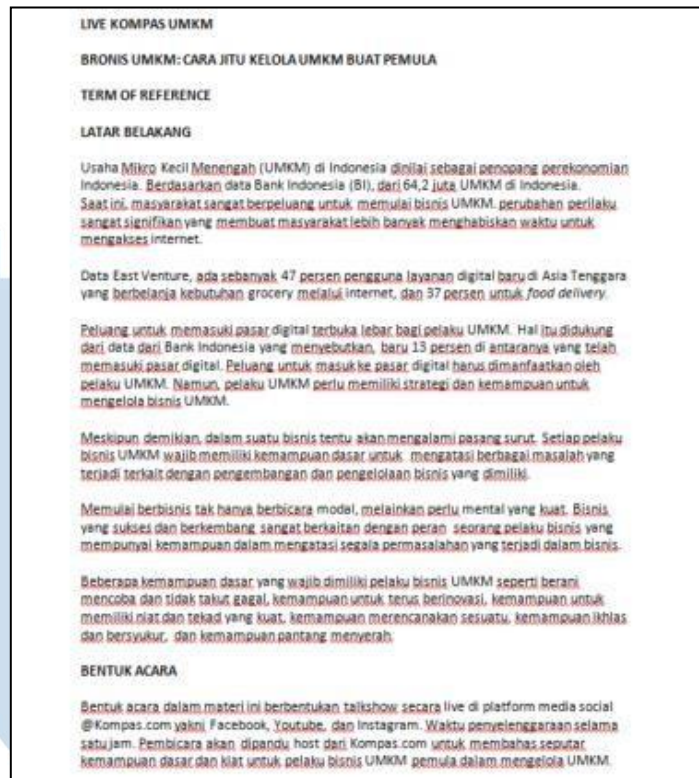 LIVE KOMPAS UMKM
BRONIS UMKM: CARA JITU KELOLA UMKM BUAT PEMULA
TERM OF REFERENCE
LATAR BELAKANG
Usaha Mikro Kecil Menengah (UMKM) di Indonesia dinilai sebagai penopang perekonomian
Indonesia. Berdasarkan data Bank Indonesia (BI), dari 64,2 juta UMKM di Indonesia.
Saat ini, masyarakat sangat berpeluang untuk memulai bisnis UMKM. perubahan perilaku
sangat signifikan yang membuat masyarakat lebih banyak menghabiskan waktu untuk
mengakses internet.
Data East Venture, ada sebanyak 47 persen pengguna layanan digital baru di Asia Tenggara
yang berbelanja kebutuhan grocery melalui internet, dan 37 persen untuk food delivery.
Peluang untuk memasuki pasar digital terbuka lebar bagi pelaku UMKM. Hal itu didukung
dari data dari Bank Indonesia yang menyebutkan, baru 13 persen di antaranya yang telah
memasuki pasar digital. Peluang untuk masuk ke pasar digital harus dimanfaatkan oleh
pelaku UMKM. Namun, pelaku UMKM perlu memiliki strategi dan kemampuan untuk
mengelola bisnis UMKM.
Meskipun demikian, dalam suatu bisnis tentu akan mengalami pasang surut. Setiap pelaku
bisnis UMKM wajib memiliki kemampuan dasar untuk mengatasi berbagai masalah yang
terjadi terkait dengan pengembangan dan pengelolaan bisnis yang dimiliki.
Memulai berbisnis tak hanya berbicara modal, melainkan perlu mental yang kuat. Bisnis
yang sukses dan berkembang sangat berkaitan dengan peran seorang pelaku bisnis yang
mempunyai kemampuan dalam mengatasi segala permasalahan yang terjadi dalam bisnis.
Beberapa kemampuan dasar yang wajib dimiliki pelaku bisnis UMKM seperti berani
mencoba dan tidak takut gagal, kemampuan untuk terus berinovasi, kemampuan untuk
memiliki niat dan tekad yang kuat, kemampuan merencanakan sesuatu, kemampuan ikhlas
dan bersyukur, dan kemampuan pantang menyerah.
BENTUK ACARA
Bentuk acara dalam materi ini berbentukan talkshow secara live di platform media social
@Kompas.com yakni Facebook, Youtube, dan Instagram. Waktu penyelenggaraan selama
satu jam. Pembicara akan dipandu host dari Kompas.com untuk membahas seputar
kemampuan dasar dan kiat untuk pelaku bisnis UMKM pemula dalam mengelola UMKM.